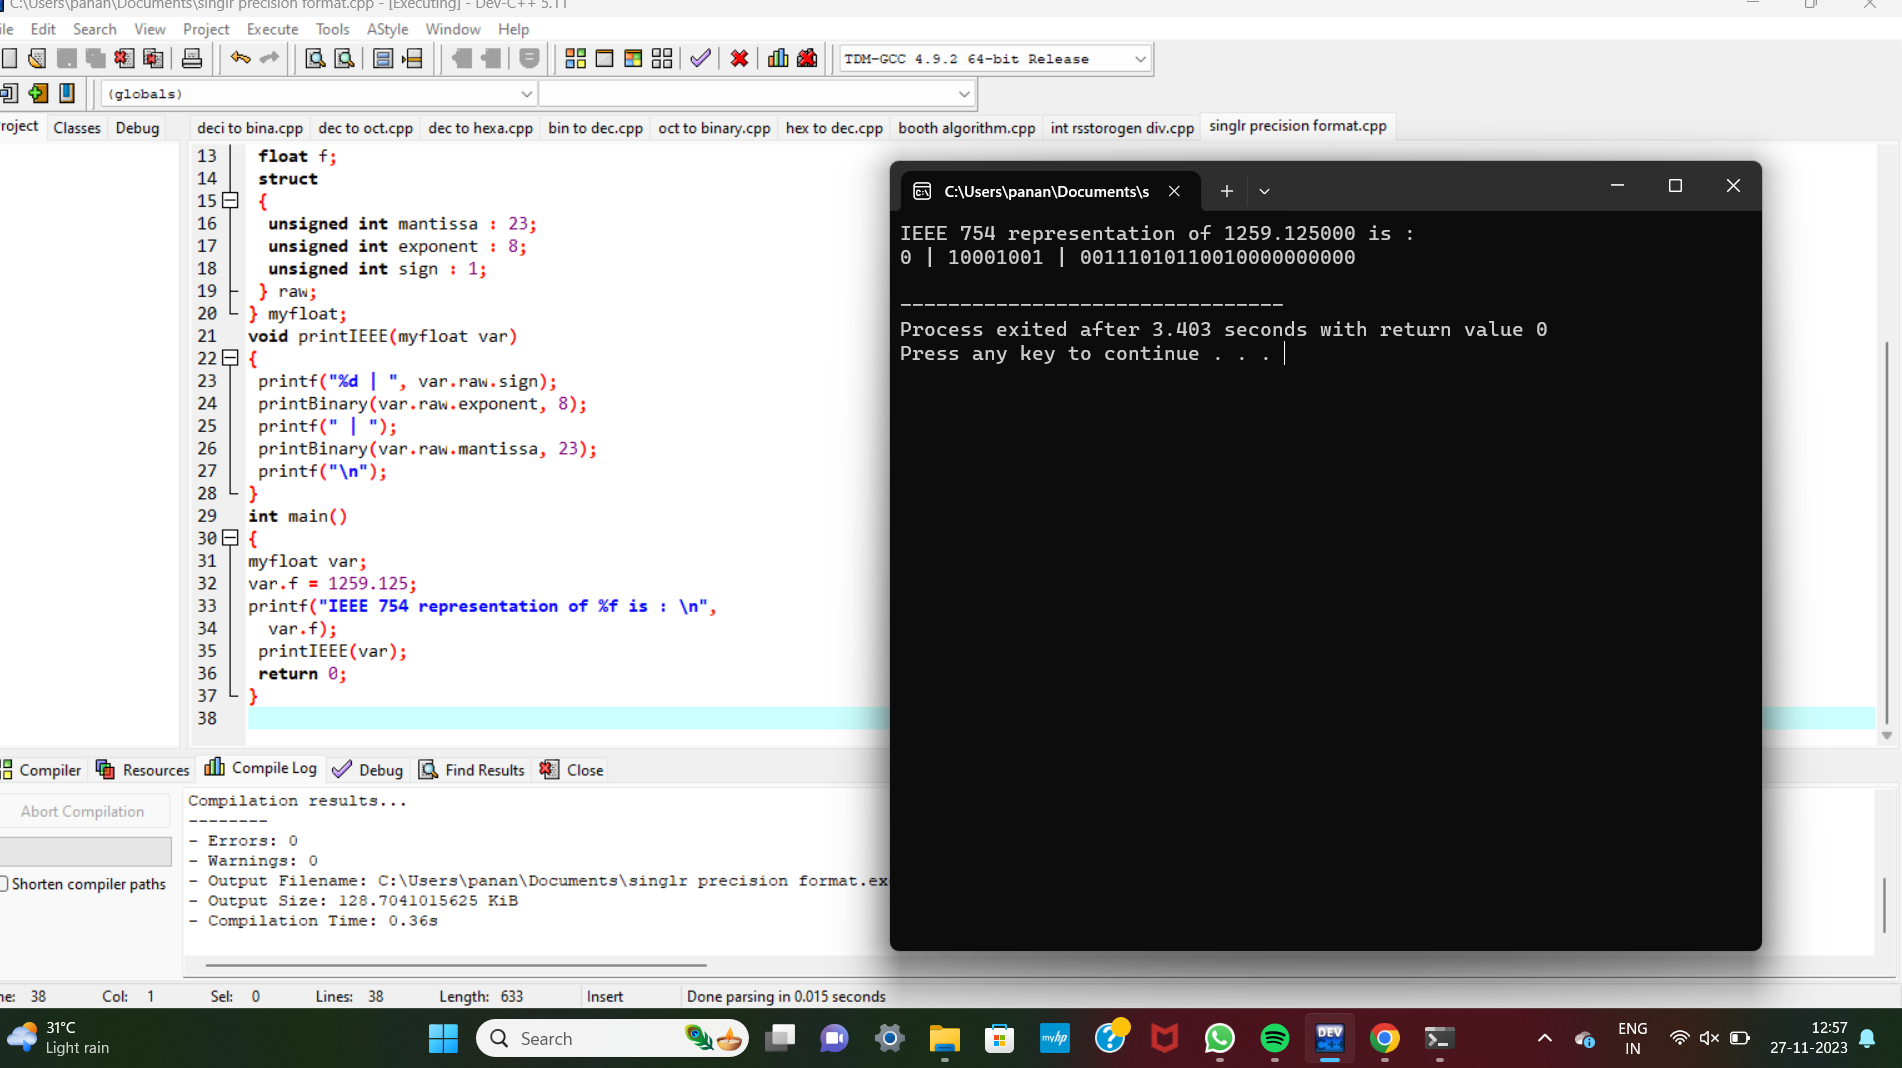 C:\Users\panan\Documents\singlr precision format.cpp - [Executing] - Dev-C++ 5.11
ile Edit Search View Project Execute Tools AStyle Window Help
TDM-GCC 4.9.2 64-bit Release
(globals)
roject Classes Debug
deci to bina.cpp dec to oct.cpp dec to hexa.cpp bin to dec.cpp oct to binary.cpp hex to dec.cpp booth algorithm.cpp int rsstorogen div.cpp singlr precision format.cpp
13 float f;
14 struct
15 {
16 unsigned int mantissa : 23;
17 unsigned int exponent : 8;
18 unsigned int sign : 1;
19 } raw;
20 } myfloat;
21 void printIEEE(myfloat var)
22 {
23 printf("%d | ", var.raw.sign);
24 printBinary(var.raw.exponent, 8);
25 printf(" | ");
26 printBinary(var.raw.mantissa, 23);
27 printf("\n");
28 }
29 int main()
30 {
31 myfloat var;
32 var.f = 1259.125;
33 printf("IEEE 754 representation of %f is : \n",
34 var.f);
35 printIEEE(var);
36 return 0;
37 }
38
C:\Users\panan\Documents\s
IEEE 754 representation of 1259.125000 is :
0 | 10001001 | 00111010110010000000000
--------------------------------
Process exited after 3.403 seconds with return value 0
Press any key to continue . . .
Compiler Resources Compile Log Debug Find Results Close
Abort Compilation
Shorten compiler paths
Compilation results...
--------
- Errors: 0
- Warnings: 0
- Output Filename: C:\Users\panan\Documents\singlr precision format.ex
- Output Size: 128.7041015625 KiB
- Compilation Time: 0.36s
ne: 38 Col: 1 Sel: 0 Lines: 38 Length: 633 Insert Done parsing in 0.015 seconds
31°C
Light rain
Search
myhp
DEV
C++
ENG
IN
12:57
27-11-2023